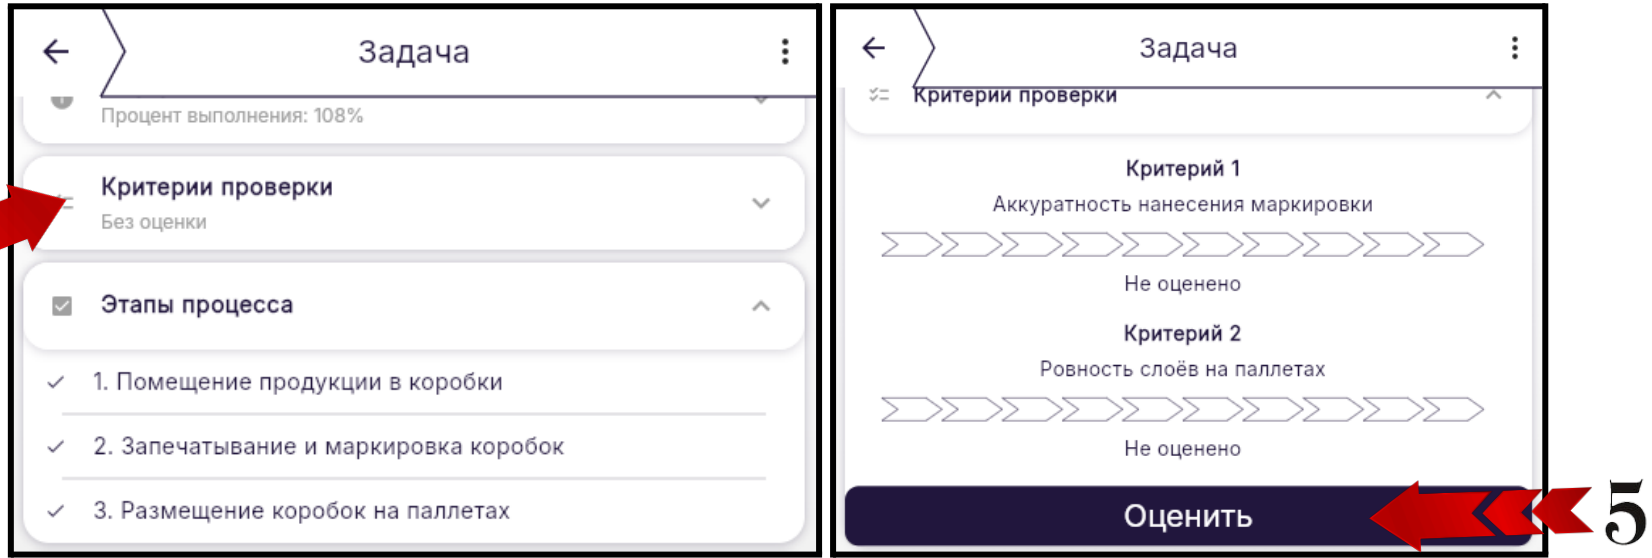 Задача
Процент выполнения: 108%
Критерии проверки
Без оценки
Этапы процесса
1. Помещение продукции в коробки
2. Запечатывание и маркировка коробок
3. Размещение коробок на паллетах
Задача
Критерии проверки
Критерий 1
Аккуратность нанесения маркировки
Не оценено
Критерий 2
Ровность слоёв на паллетах
Не оценено
Оценить
5